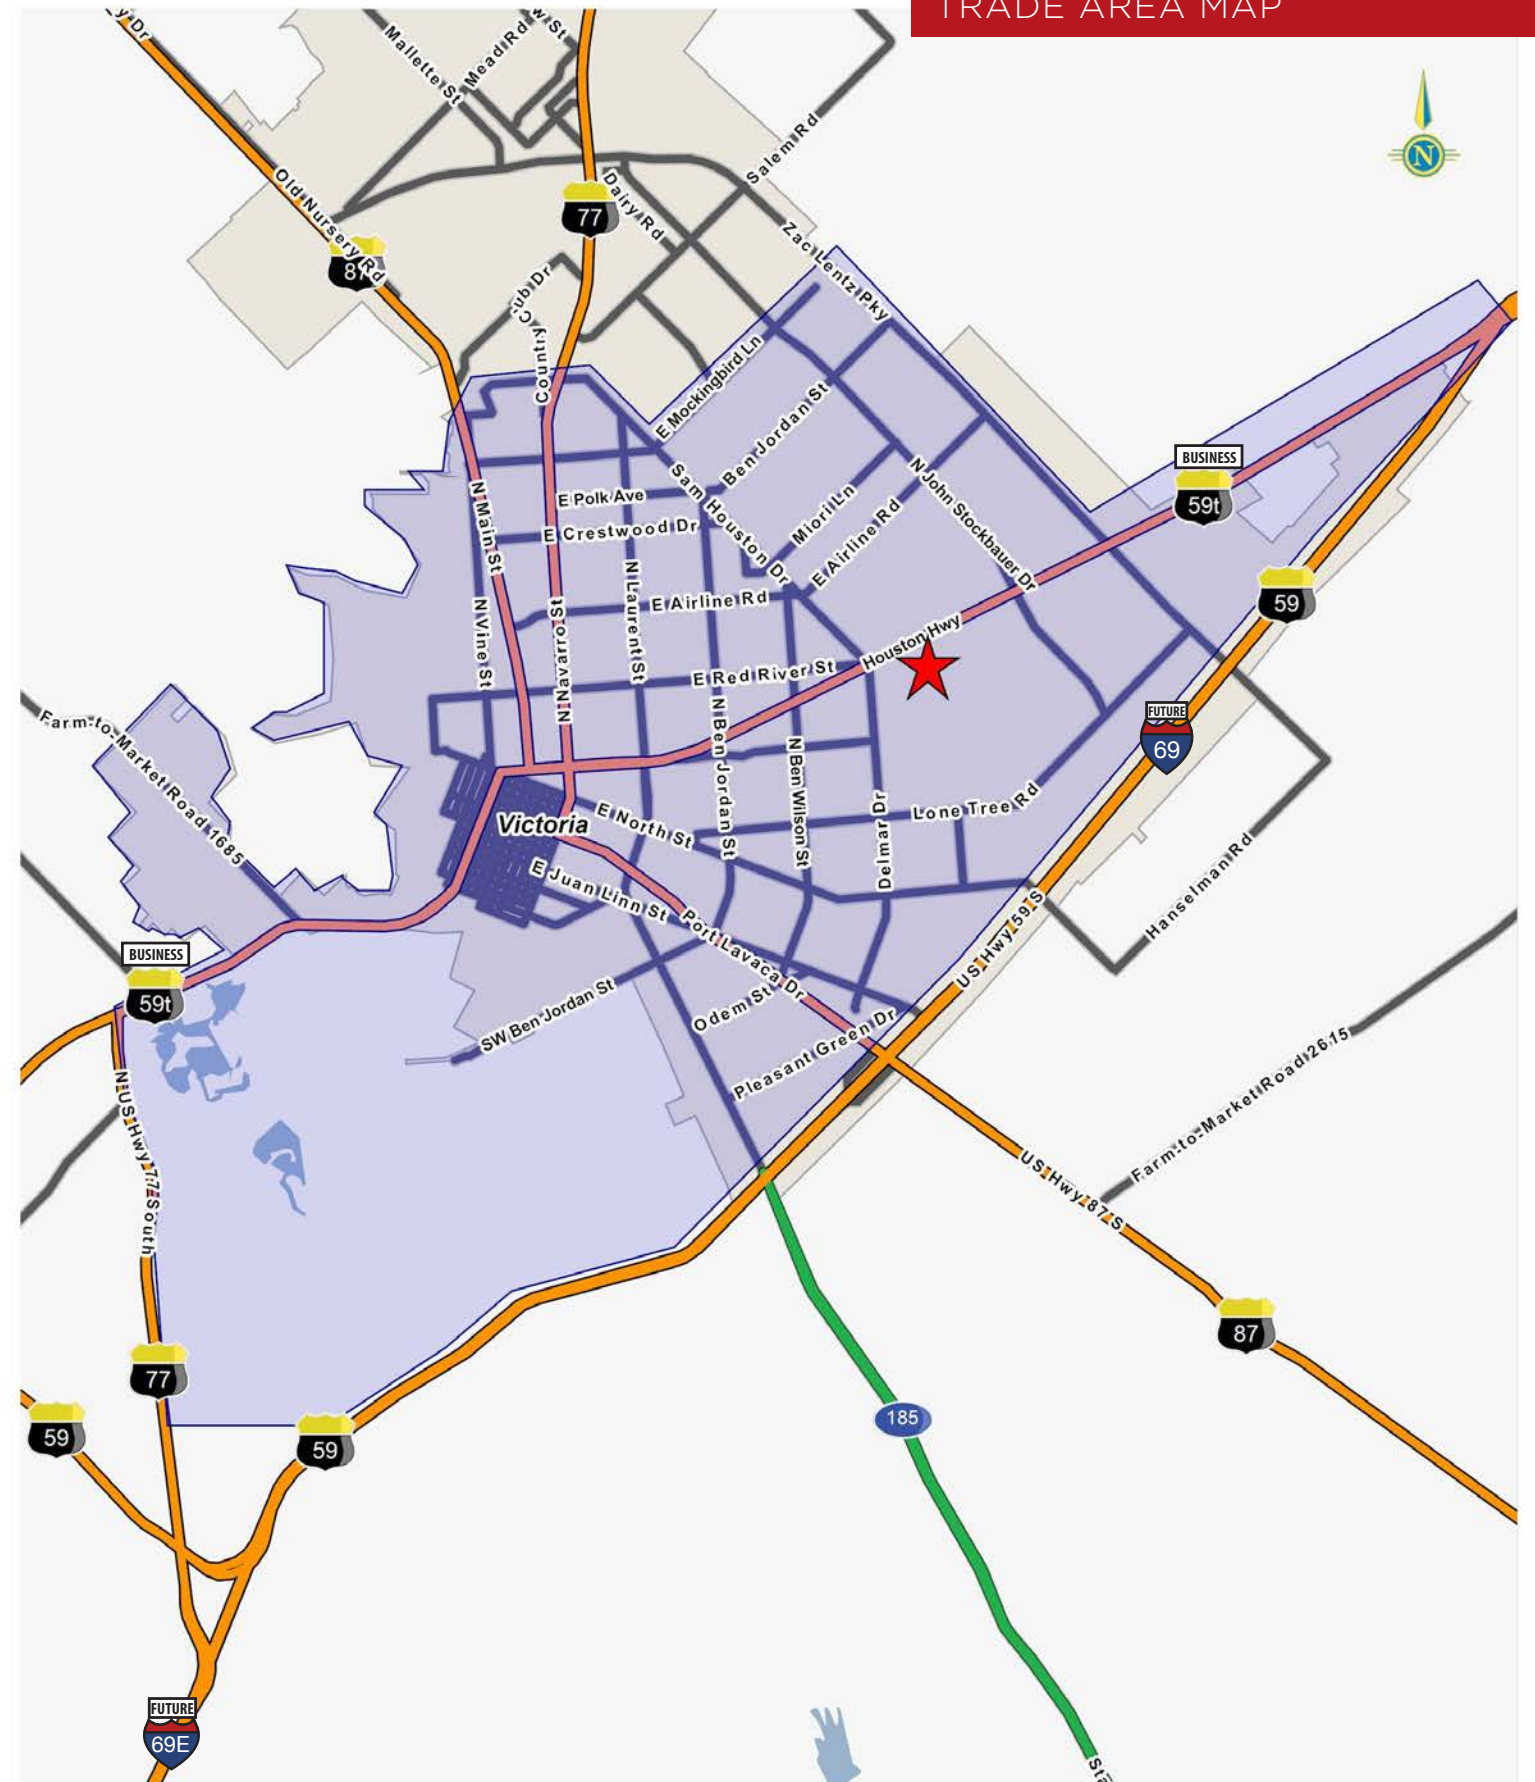 TRADE AREA MAP
Mallette St
Mead Rd
Salem Rd
Old Nursery Rd
77
Dairy Rd
N
87
Zac Lentz Pky
Country Club Dr
E Mockingbird Ln
Ben Jordan St
BUSINESS
59t
N Main St
E Polk Ave
Sam Houston Dr
N John Stockbauer Dr
Miori Ln
E Crestwood Dr
E Airline Rd
59
N Vine St
N Navarro St
N Laurent St
E Airline Rd
Houston Hwy
E Red River St
FUTURE
69
Farm-to-Market Road 1685
N Ben Jordan St
N Ben Wilson St
Delmar Dr
Lone Tree Rd
Victoria
E North St
Hanselman Rd
E Juan Linn St
US Hwy 59 S
Port Lavaca Dr
BUSINESS
59t
Odem St
SW Ben Jordan St
Pleasant Green Dr
Farm-to-Market Road 2615
N US Hwy 77 South
US Hwy 87 S
87
77
59
59
185
FUTURE
69E